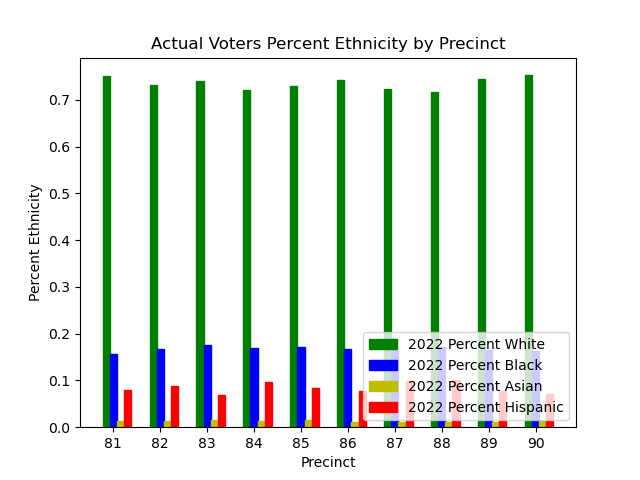 Actual Voters Percent Ethnicity by Precinct
Percent Ethnicity
0.7
0.6
0.5
0.4
0.3
0.2
0.1
0.0
2022 Percent White
2022 Percent Black
2022 Percent Asian
2022 Percent Hispanic
81 82 83 84 85 86 87 88 89 90
Precinct